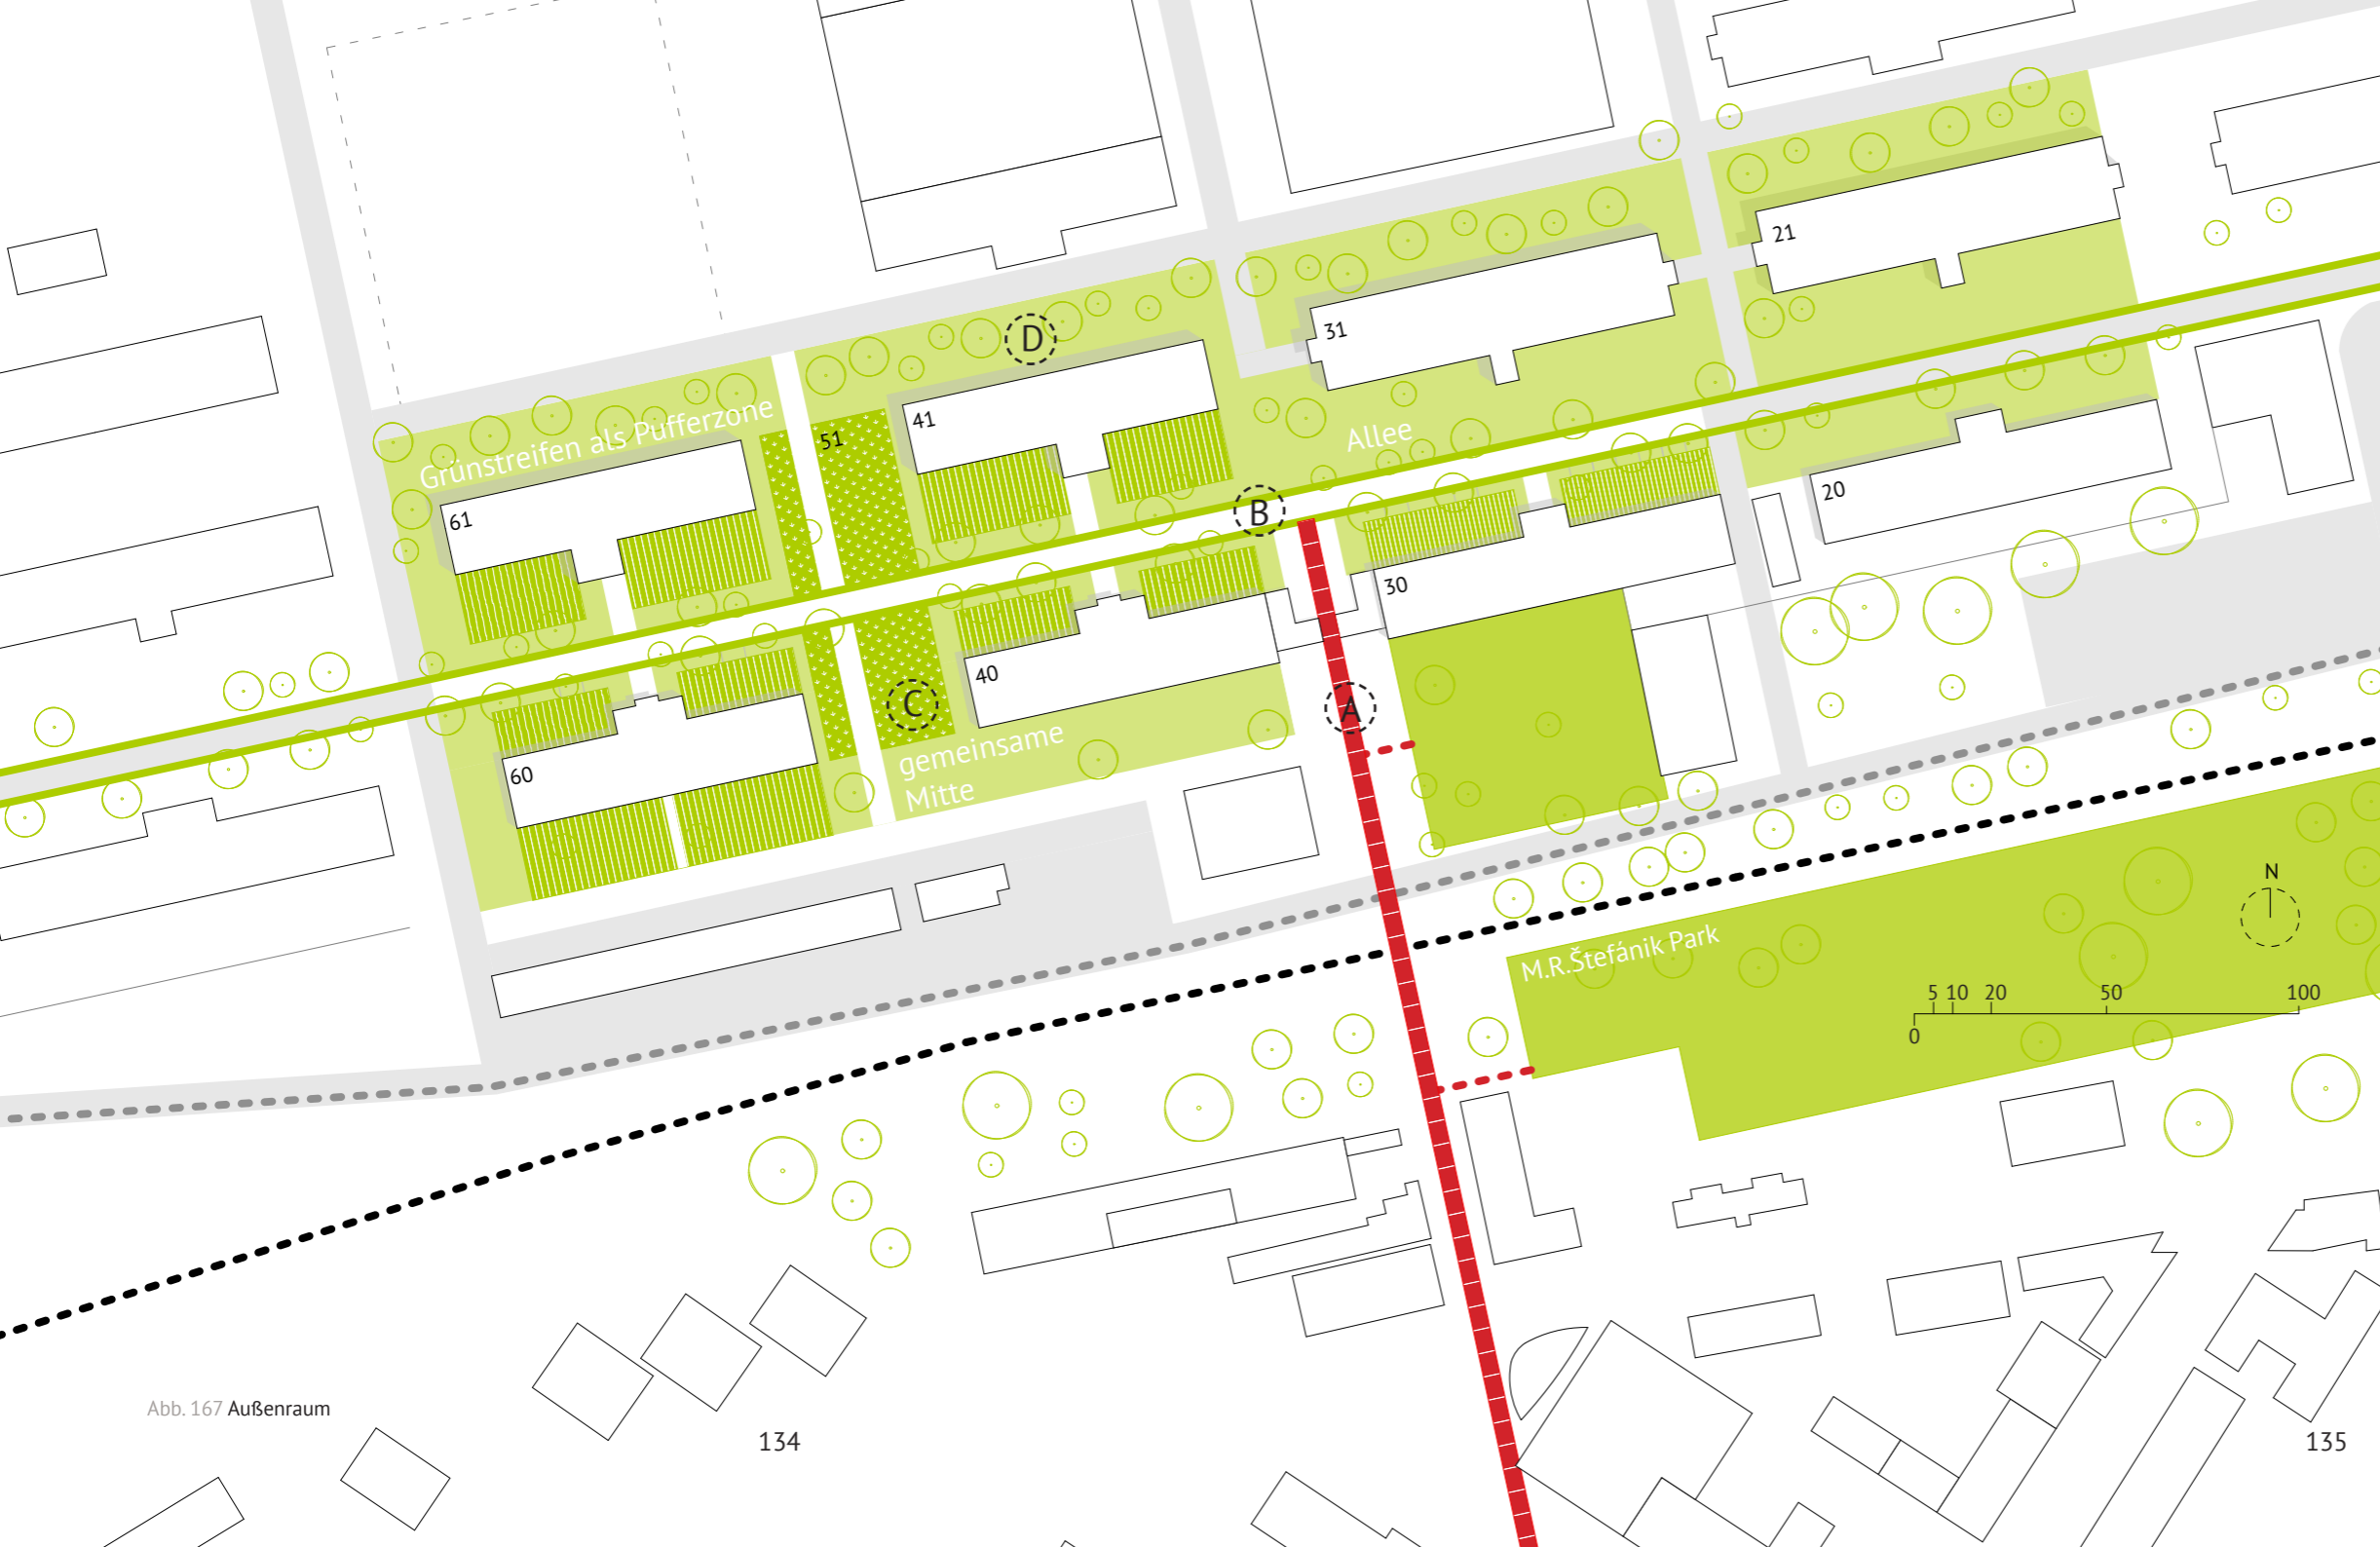 21
31
D
Grünstreifen als Pufferzone
41
51
Allee
61
B
20
30
40
C
A
gemeinsame
Mitte
60
N
M.R.Štefánik Park
5 10 20 50 100
0
Abb. 167 Außenraum
134
135